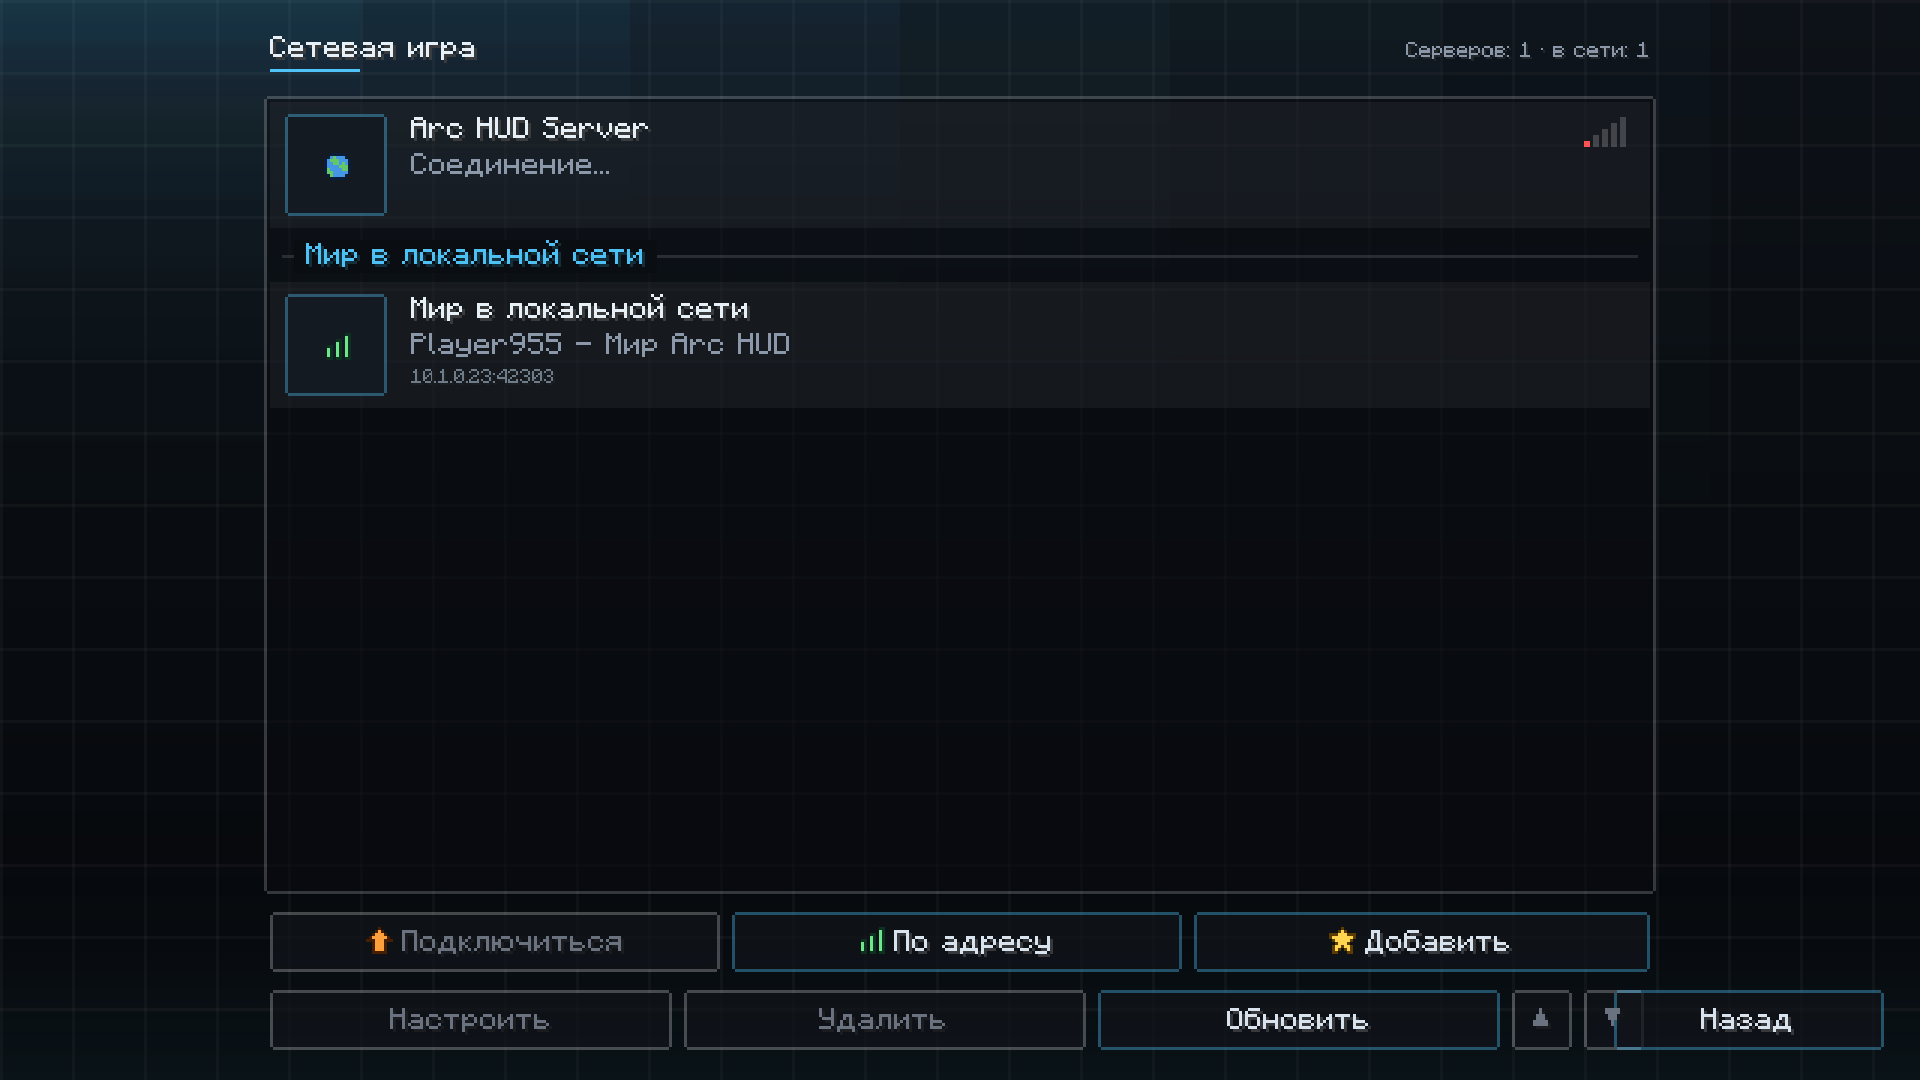 Сетевая игра
Серверов: 1 · в сети: 1
Arc HUD Server
Соединение...
Мир в локальной сети
Мир в локальной сети
Player955 – Мир Arc HUD
10.1.0.23:42303
Подключиться
По адресу
Добавить
Настроить
Удалить
Обновить
▲
▼
Назад